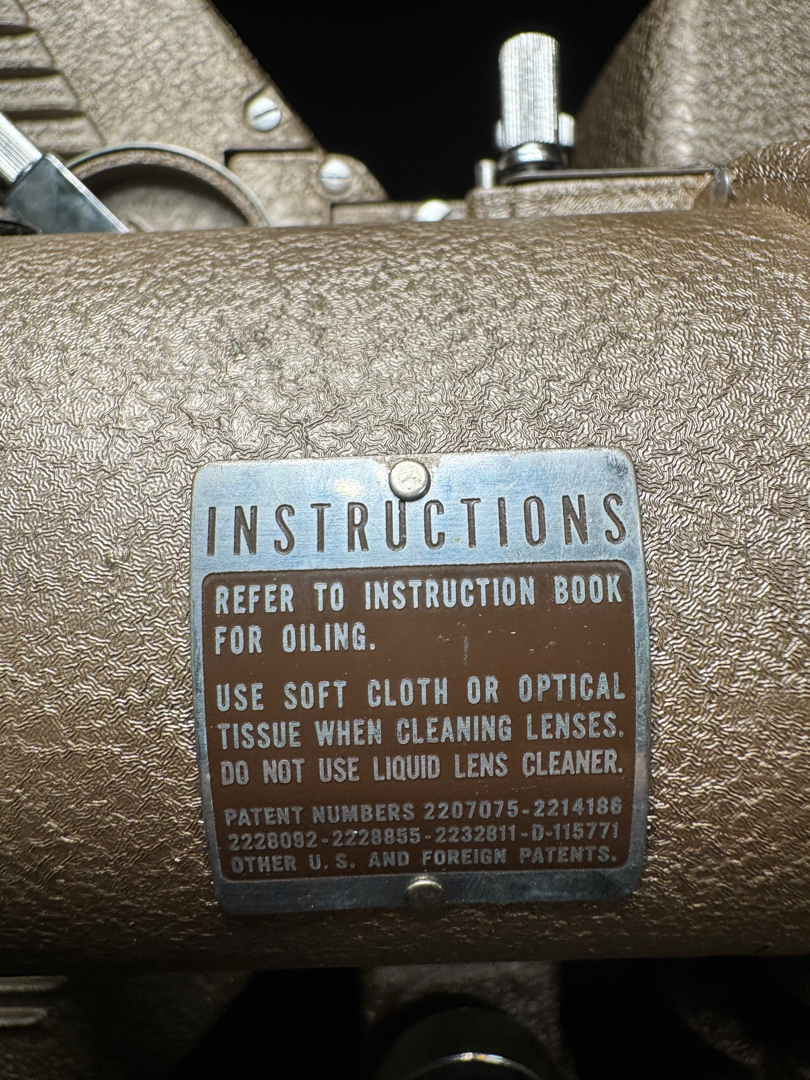 INSTRUCTIONS
REFER TO INSTRUCTION BOOK
FOR OILING.
USE SOFT CLOTH OR OPTICAL
TISSUE WHEN CLEANING LENSES.
DO NOT USE LIQUID LENS CLEANER.
PATENT NUMBERS 2207075-2214186
2228092-2228855-2232811-D-115771
OTHER U.S. AND FOREIGN PATENTS.